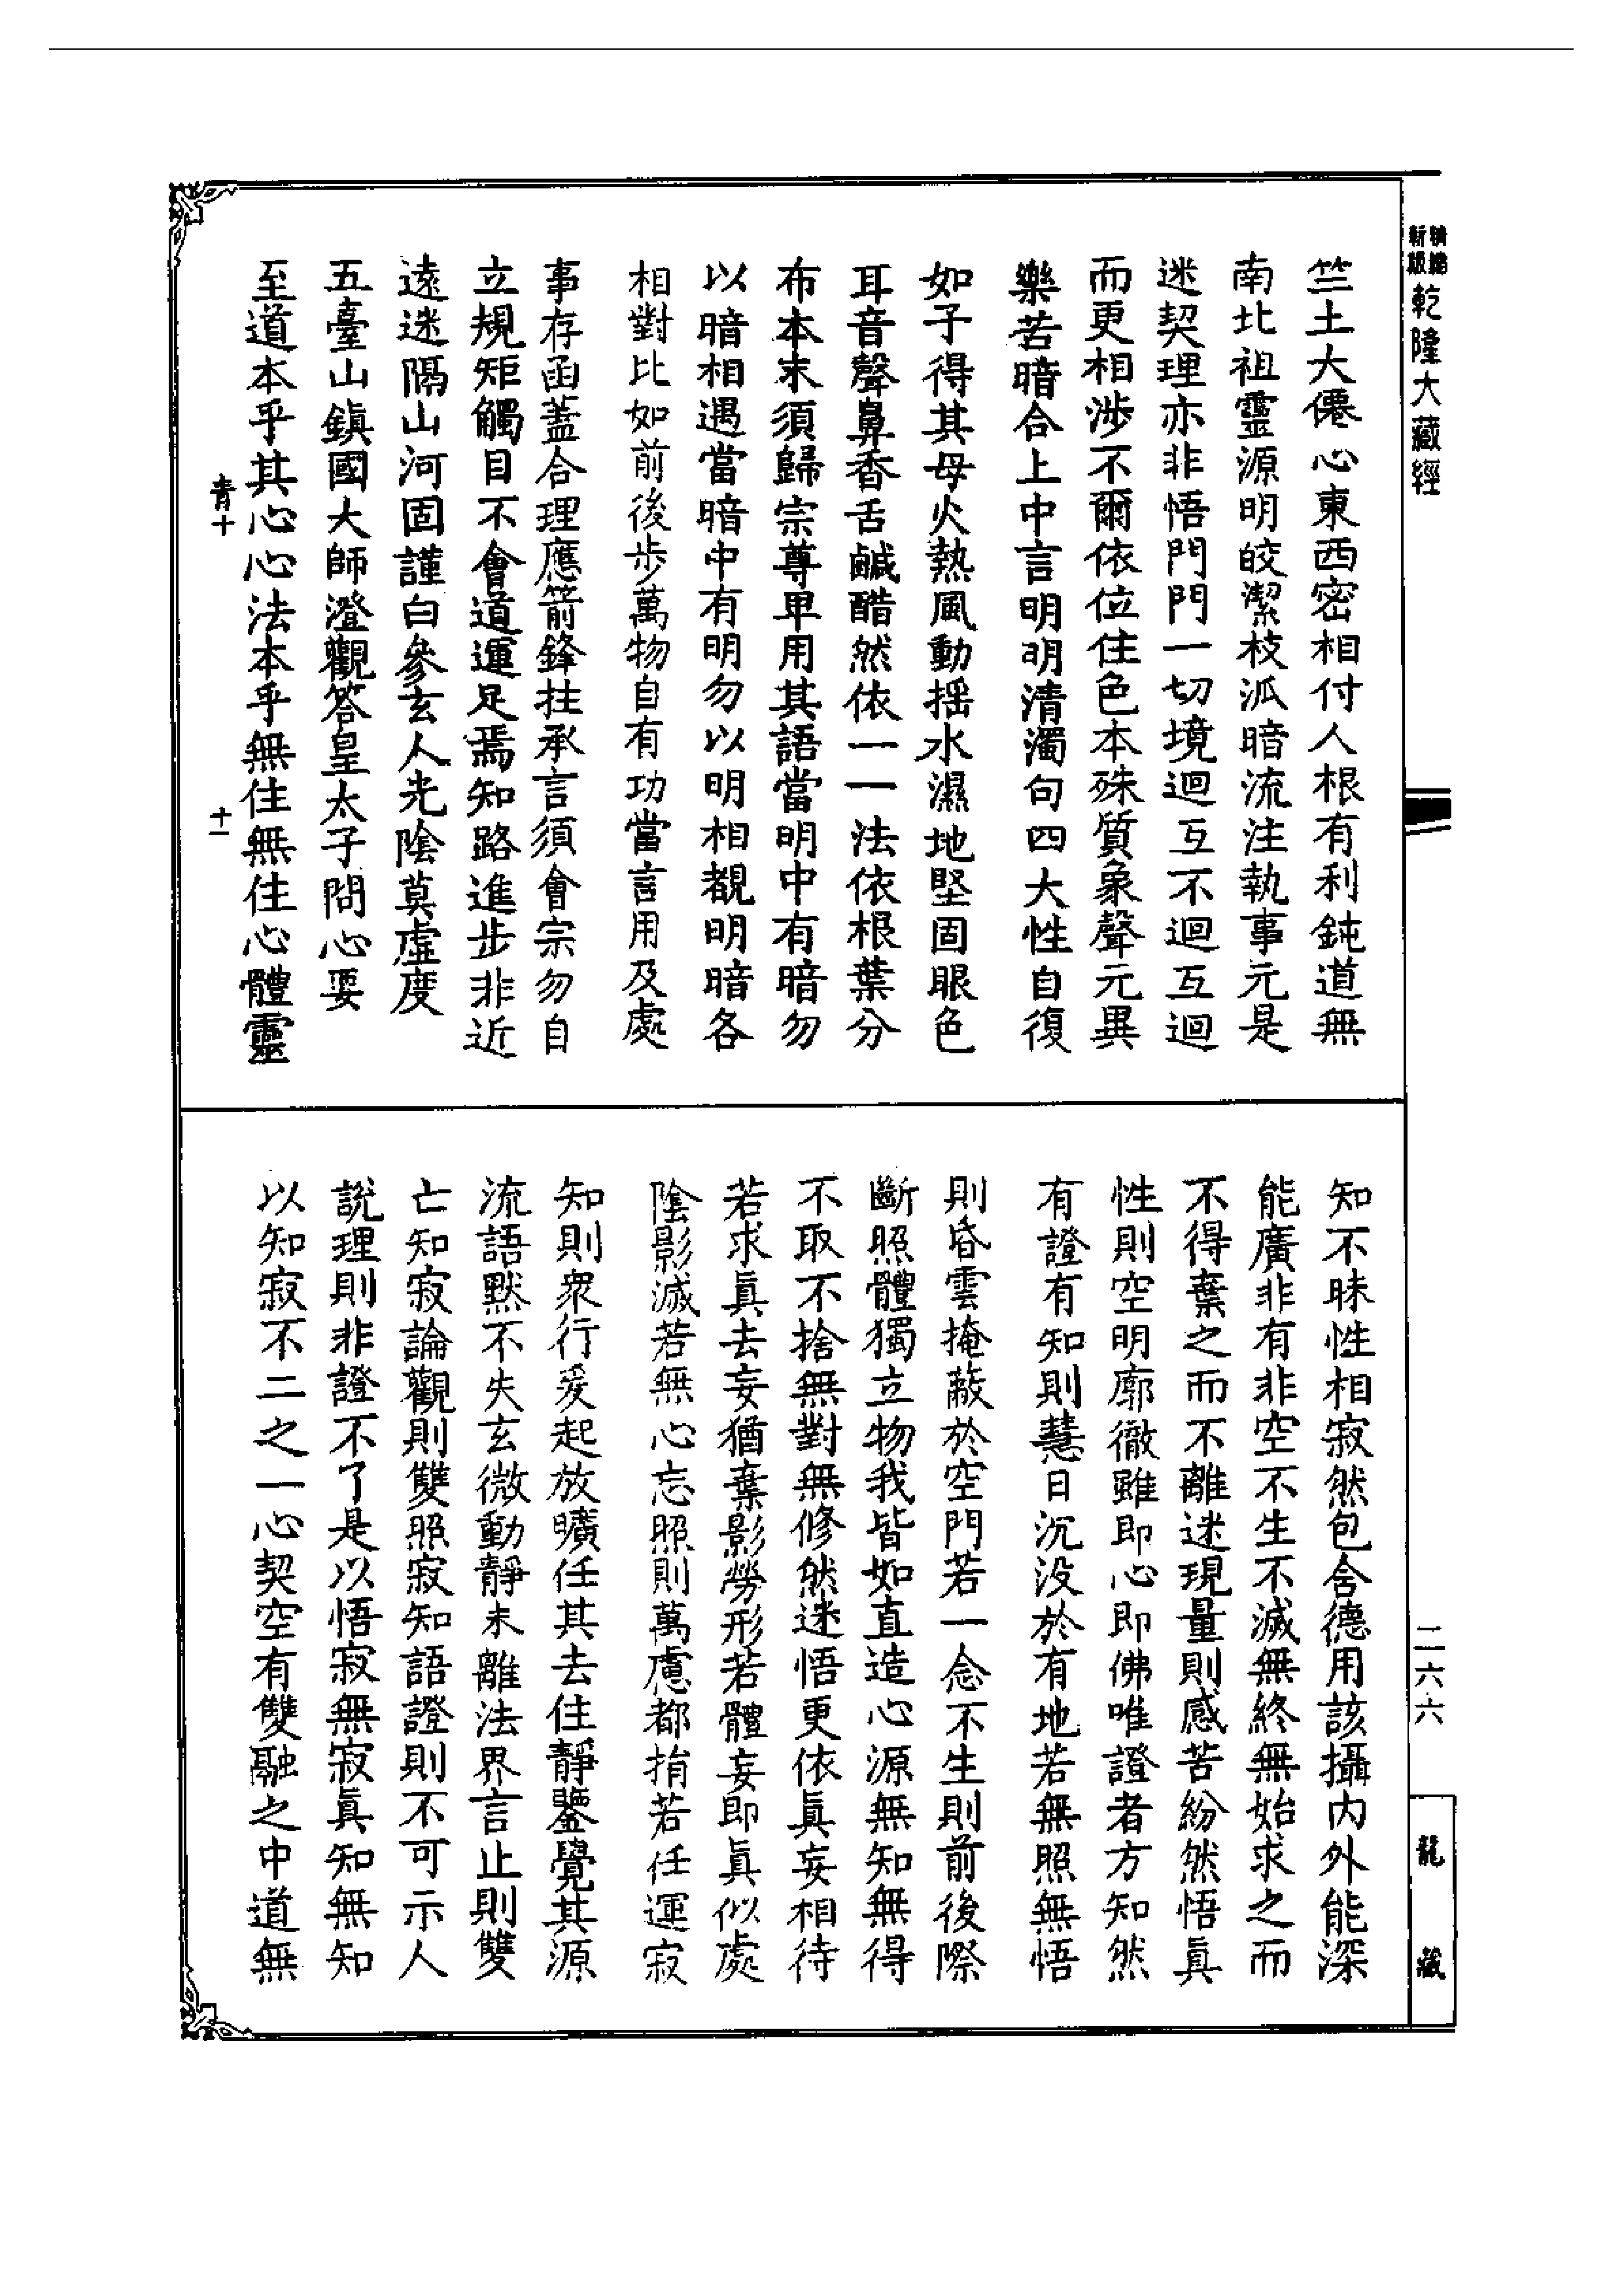 新版
精縮
乾隆大藏經
竺土大僊心東西密相付人根有利鈍道無
南北祖靈源明皎潔枝派暗流注執事元是
迷契理亦非悟門門一切境迴互不迴互迴
而更相涉不爾依位住色本殊質象聲元異
樂苦暗合上中言明明清濁句四大性自復
如子得其母火熱風動搖水濕地堅固眼色
耳音聲鼻香舌鹹酷然依一一法依根葉分
布本末須歸宗尊卑用其語當明中有暗勿
以暗相遇當暗中有明勿以明相覩明暗各
相對比如前後步萬物自有功當言用及處
事存函蓋合理應箭鋒拄承言須會宗勿自
立規矩觸目不會道運足焉知路進步非近
遠迷隔山河固謹白參玄人光陰莫虛度
五臺山鎮國大師澄觀答皇太子問心要
至道本乎其心心法本乎無住無住心體靈
青十
十一
知不昧性相寂然包含德用該攝內外能深
能廣非有非空不生不滅無終無始求之而
不得棄之而不離迷現量則惑苦紛然悟眞
性則空明廓徹雖即心即佛唯證者方知然
有證有知則慧日沉没於有地若無照無悟
則昏雲掩蔽於空門若一念不生則前後際
斷照體獨立物我皆如直造心源無知無得
不取不捨無對無修然迷悟更依眞妄相待
若求眞去妄猶棄影勞形若體妄即眞似處
陰影滅若無心忘照則萬慮都捐若任運寂
知則衆行爰起放曠任其去住靜鑒覺其源
流語默不失玄微動靜未離法界言止則雙
亡知寂論觀則雙照寂知語證則不可示人
說理則非證不了是以悟寂無寂眞知無知
以知寂不二之一心契空有雙融之中道無
二六六
龍藏